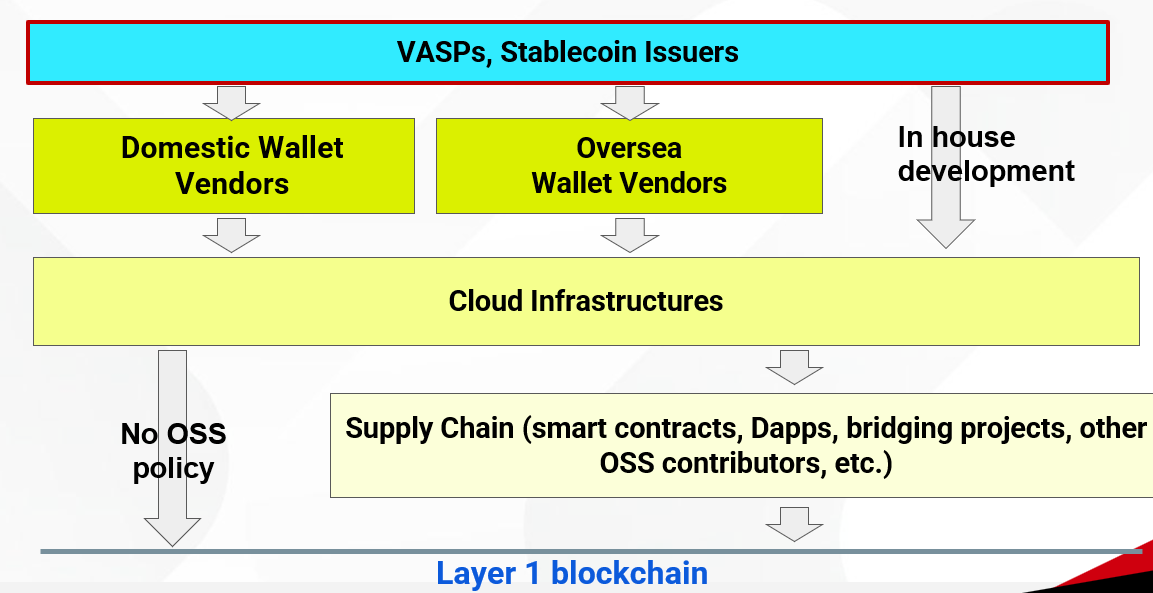 VASPs, Stablecoin Issuers
Domestic Wallet
Vendors
Oversea
Wallet Vendors
In house
development
Cloud Infrastructures
No OSS
policy
Supply Chain (smart contracts, Dapps, bridging projects, other
OSS contributors, etc.)
Layer 1 blockchain